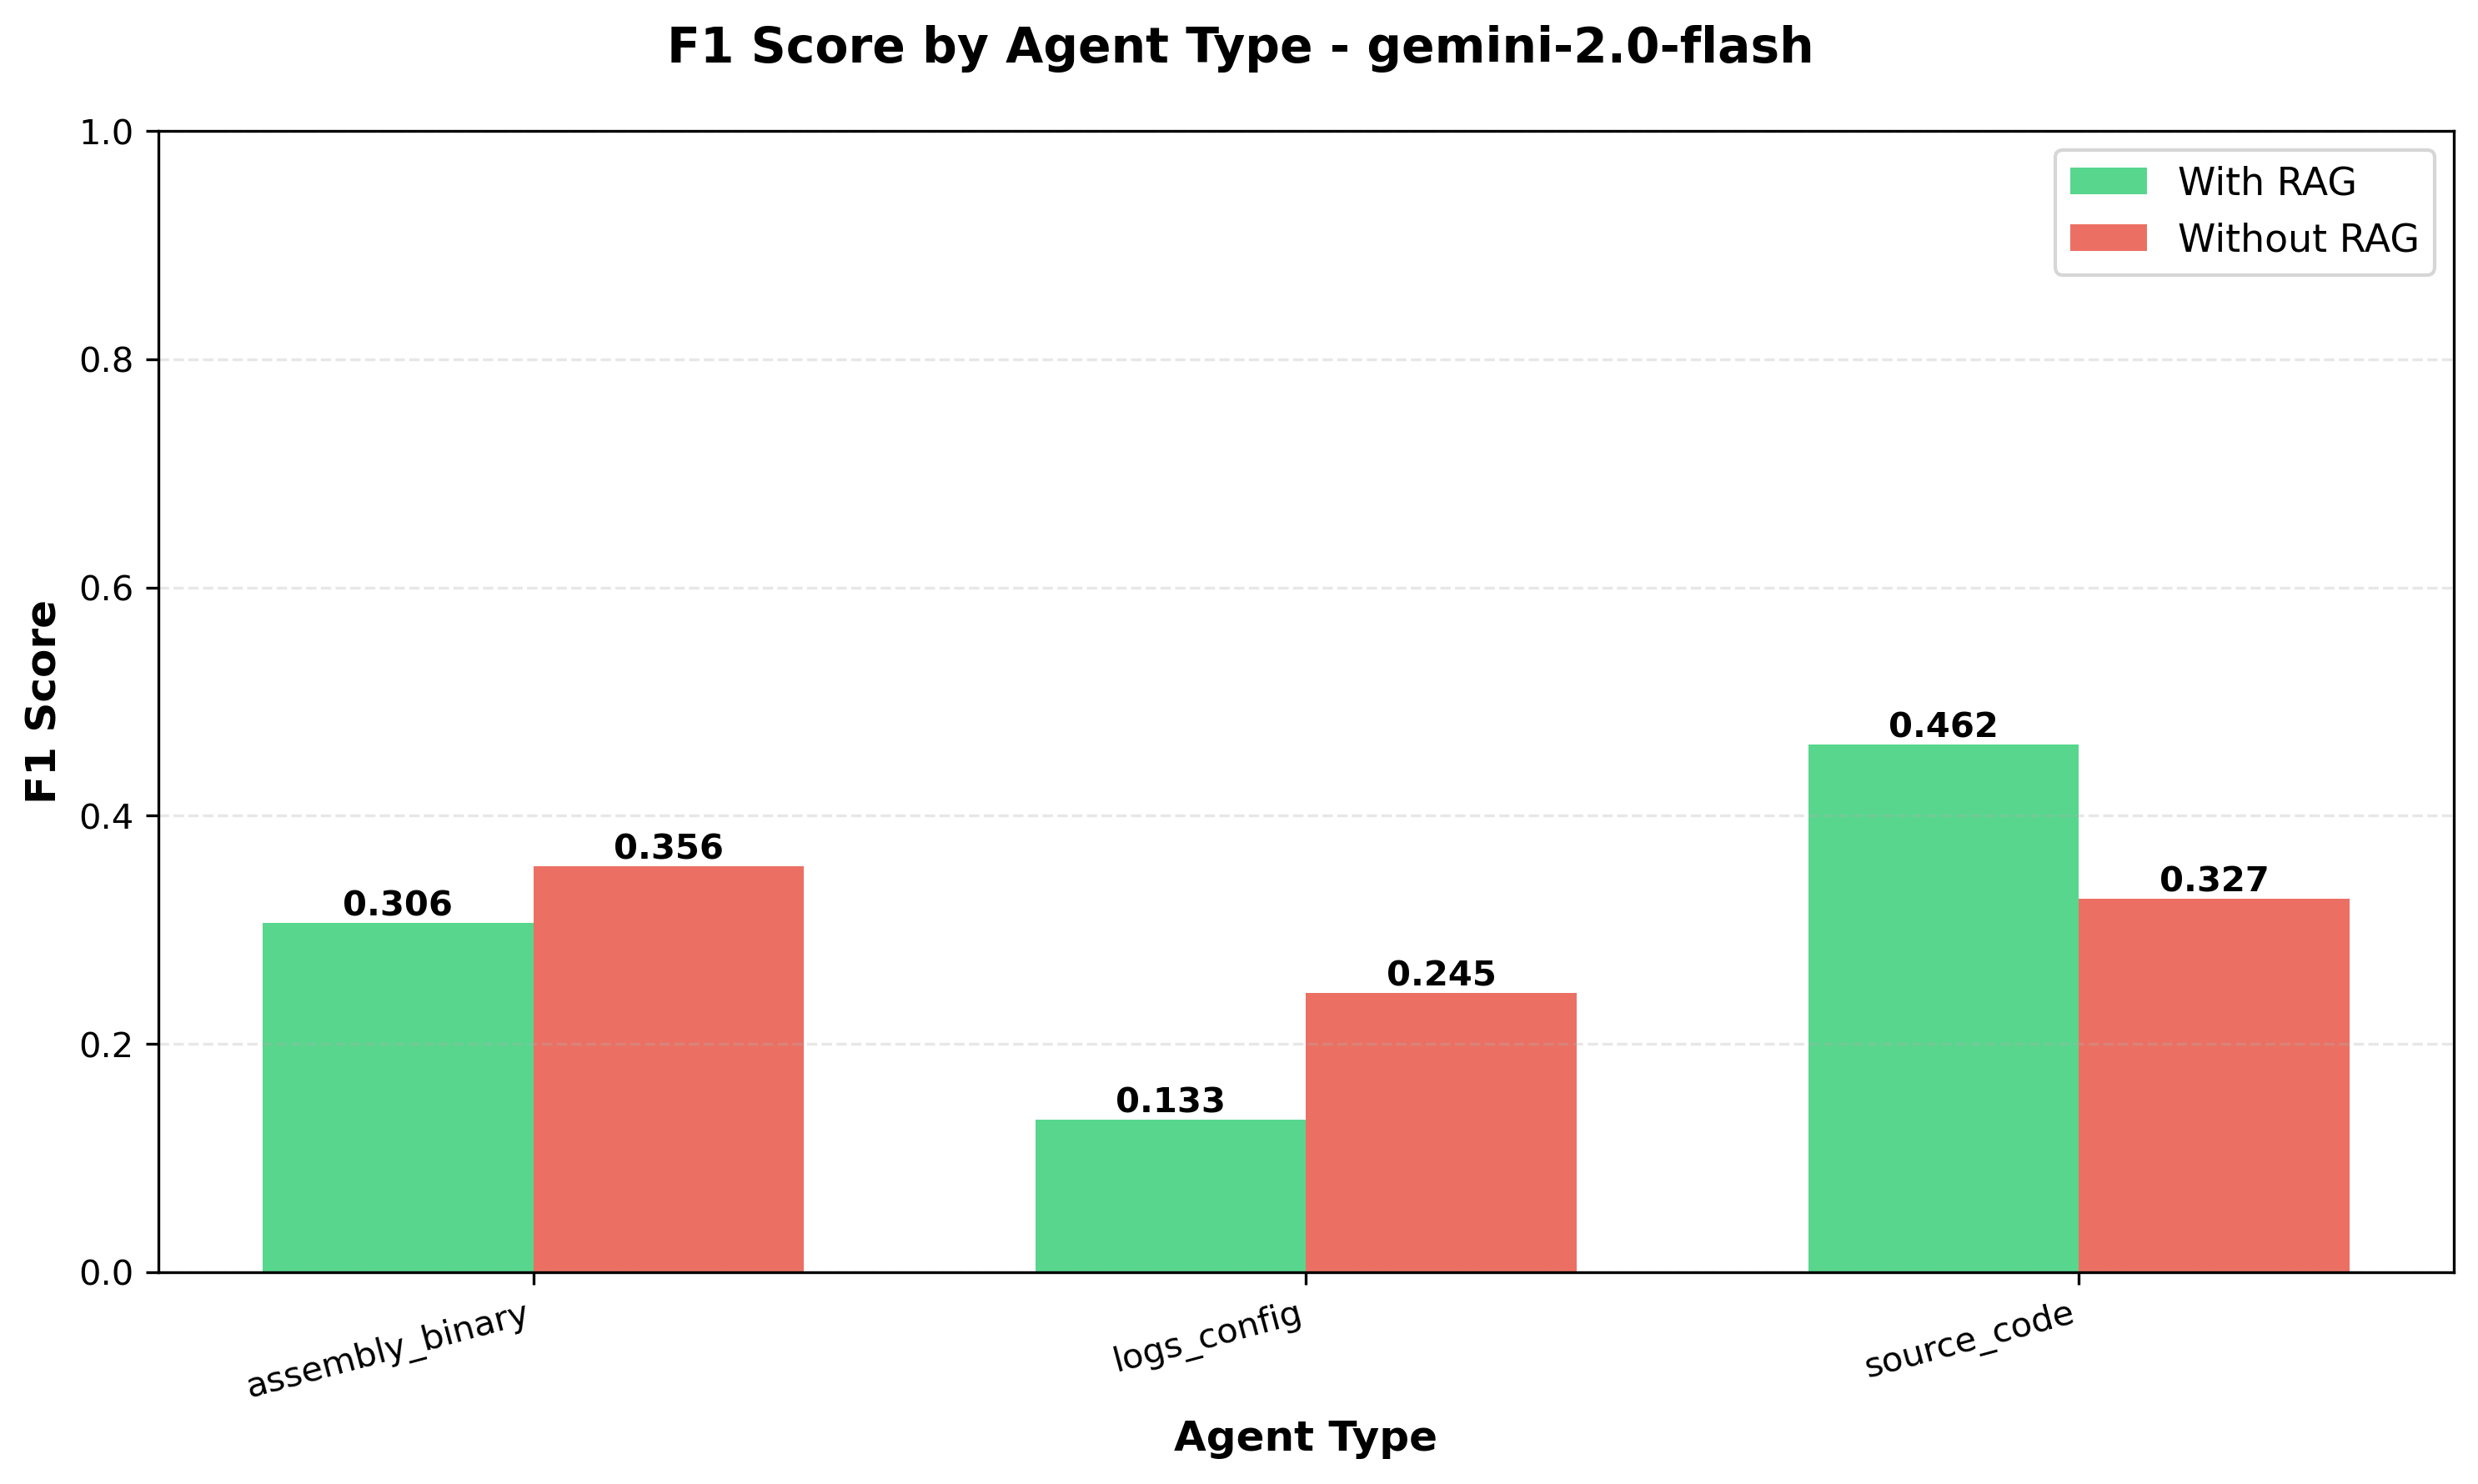 F1 Score by Agent Type - gemini-2.0-flash
With RAG
Without RAG
F1 Score
1.0
0.8
0.6
0.4
0.2
0.0
0.306
0.356
0.133
0.245
0.462
0.327
assembly_binary
logs_config
source_code
Agent Type